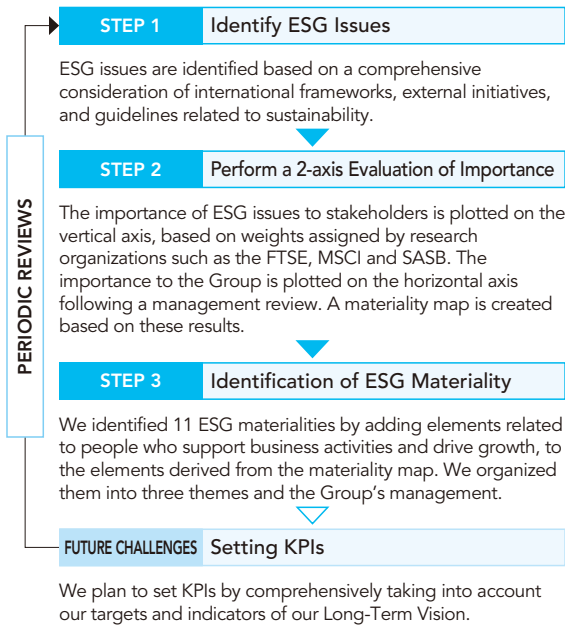 STEP 1 Identify ESG Issues
ESG issues are identified based on a comprehensive
consideration of international frameworks, external initiatives,
and guidelines related to sustainability.
STEP 2 Perform a 2-axis Evaluation of Importance
The importance of ESG issues to stakeholders is plotted on the
vertical axis, based on weights assigned by research
organizations such as the FTSE, MSCI and SASB. The
importance to the Group is plotted on the horizontal axis
following a management review. A materiality map is created
based on these results.
STEP 3 Identification of ESG Materiality
We identified 11 ESG materialities by adding elements related
to people who support business activities and drive growth, to
the elements derived from the materiality map. We organized
them into three themes and the Group's management.
FUTURE CHALLENGES Setting KPIs
We plan to set KPIs by comprehensively taking into account
our targets and indicators of our Long-Term Vision.
PERIODIC REVIEWS